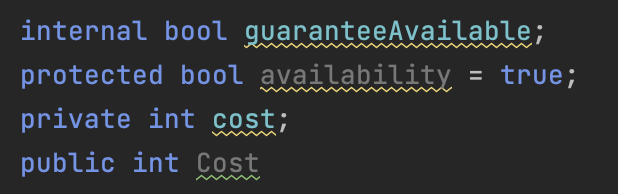 internal bool guaranteeAvailable;
protected bool availability = true;
private int cost;
public int Cost